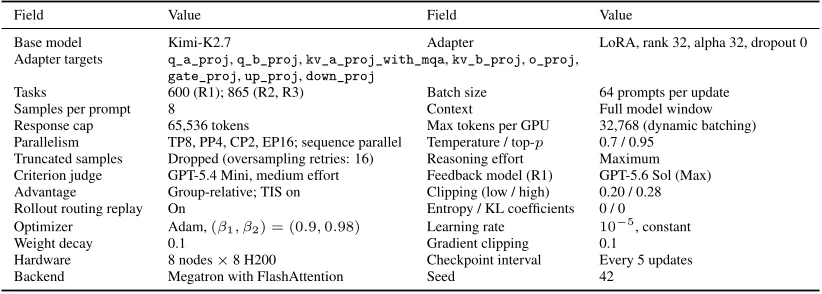 Field Value Field Value
Base model Kimi-K2.7 Adapter LoRA, rank 32, alpha 32, dropout 0
Adapter targets q_a_proj, q_b_proj, kv_a_proj_with_mqa, kv_b_proj, o_proj,
gate_proj, up_proj, down_proj
Tasks 600 (R1); 865 (R2, R3) Batch size 64 prompts per update
Samples per prompt 8 Context Full model window
Response cap 65,536 tokens Max tokens per GPU 32,768 (dynamic batching)
Parallelism TP8, PP4, CP2, EP16; sequence parallel Temperature / top-p 0.7 / 0.95
Truncated samples Dropped (oversampling retries: 16) Reasoning effort Maximum
Criterion judge GPT-5.4 Mini, medium effort Feedback model (R1) GPT-5.6 Sol (Max)
Advantage Group-relative; TIS on Clipping (low / high) 0.20 / 0.28
Rollout routing replay On Entropy / KL coefficients 0 / 0
Optimizer Adam, (β₁, β₂) = (0.9, 0.98) Learning rate 10⁻⁵, constant
Weight decay 0.1 Gradient clipping 0.1
Hardware 8 nodes × 8 H200 Checkpoint interval Every 5 updates
Backend Megatron with FlashAttention Seed 42